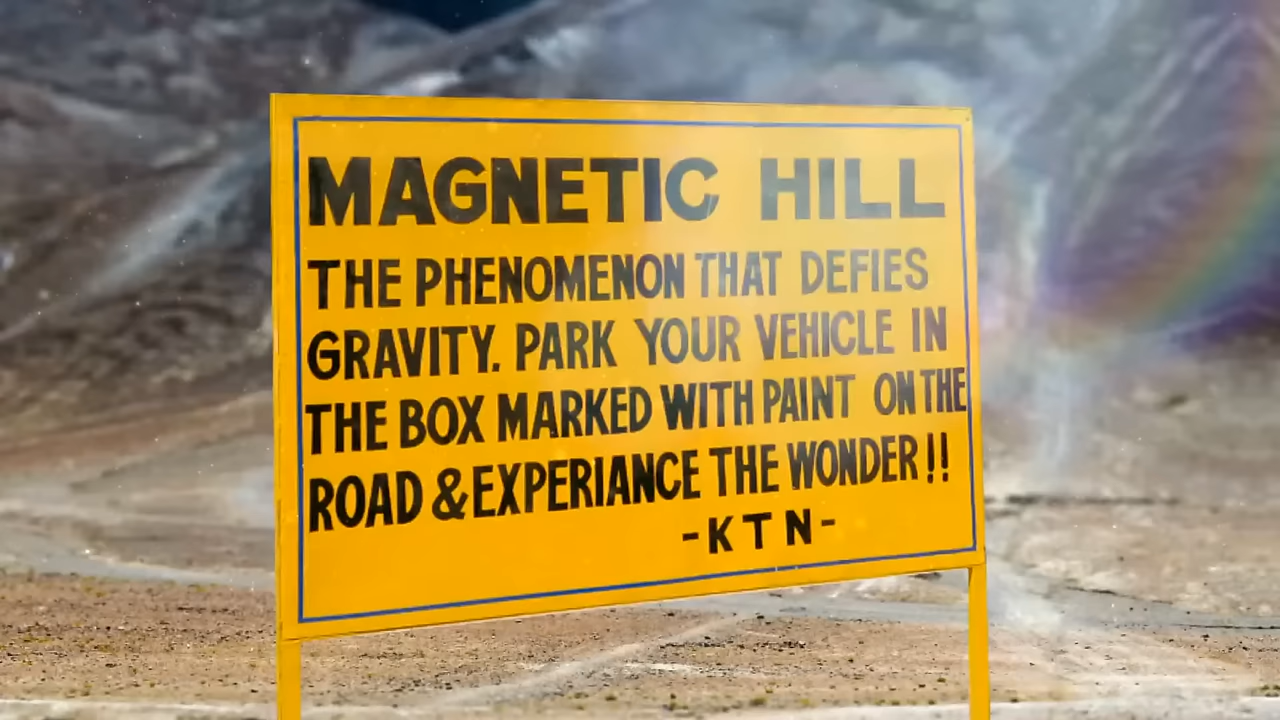 MAGNETIC HILL
THE PHENOMENON THAT DEFIES
GRAVITY. PARK YOUR VEHICLE IN
THE BOX MARKED WITH PAINT ON THE
ROAD & EXPERIANCE THE WONDER !!
-KTN-